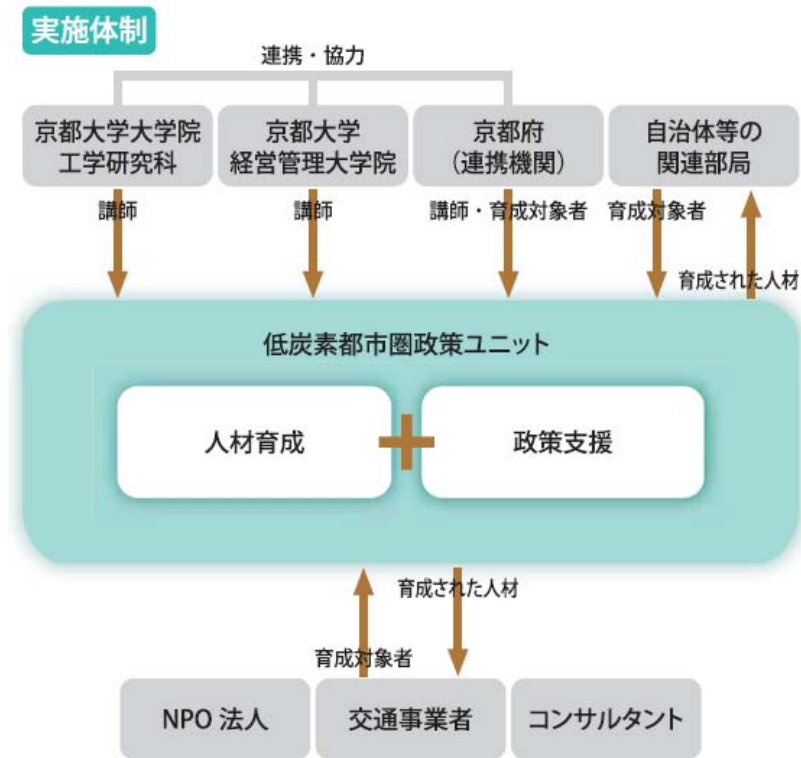 実施体制
連携・協力
京都大学大学院
工学研究科
京都大学
経営管理大学院
京都府
(連携機関)
自治体等の
関連部局
講師
講師
講師・育成対象者
育成対象者
育成された人材
低炭素都市圏政策ユニット
人材育成
政策支援
育成された人材
育成対象者
NPO 法人
交通事業者
コンサルタント